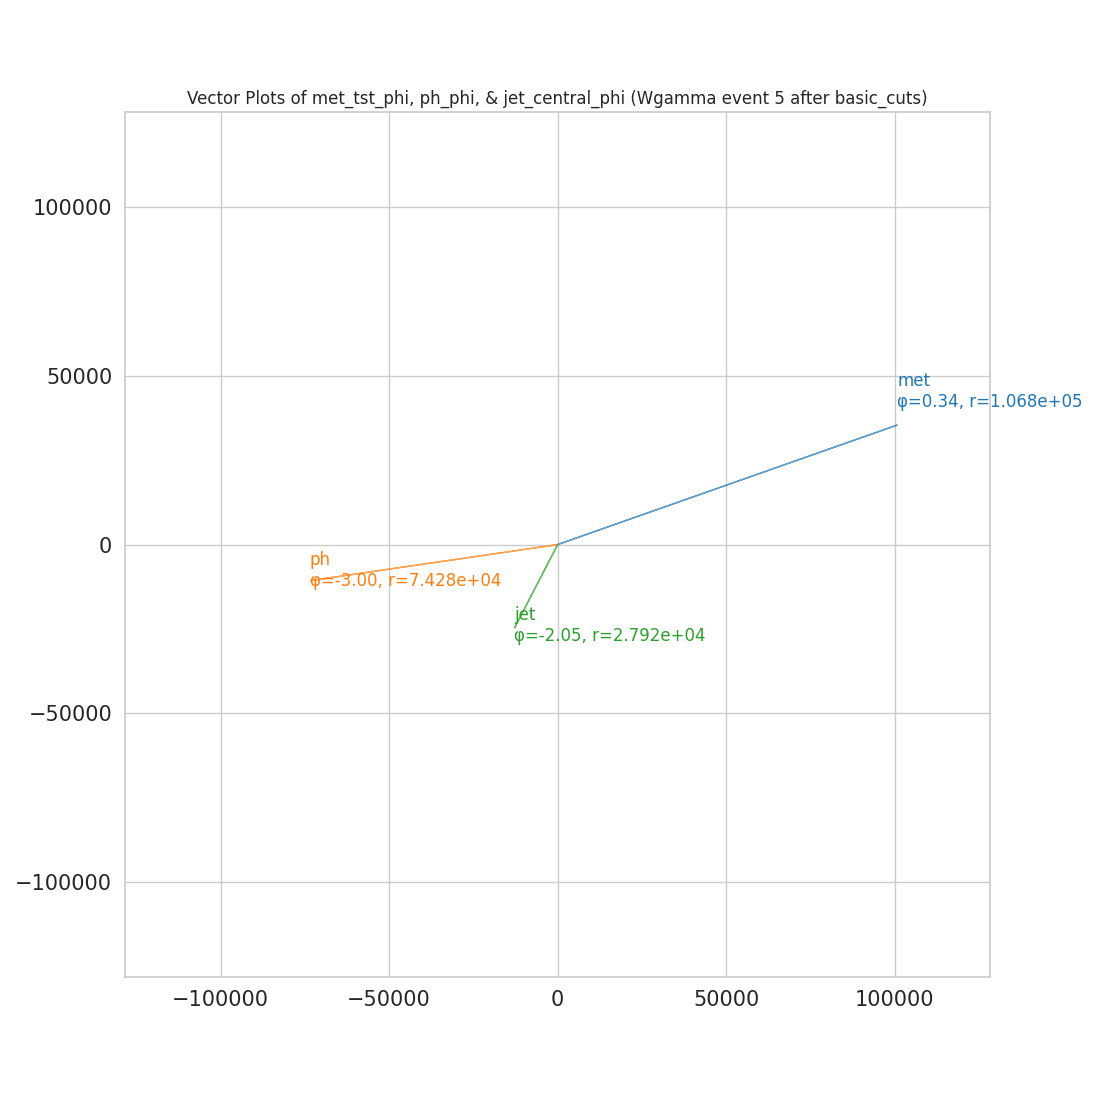 Vector Plots of met_tst_phi, ph_phi, & jet_central_phi (Wgamma event 5 after basic_cuts)
100000
50000
0
−50000
−100000
met
φ=0.34, r=1.068e+05
ph
φ=-3.00, r=7.428e+04
jet
φ=-2.05, r=2.792e+04
−100000
−50000
0
50000
100000